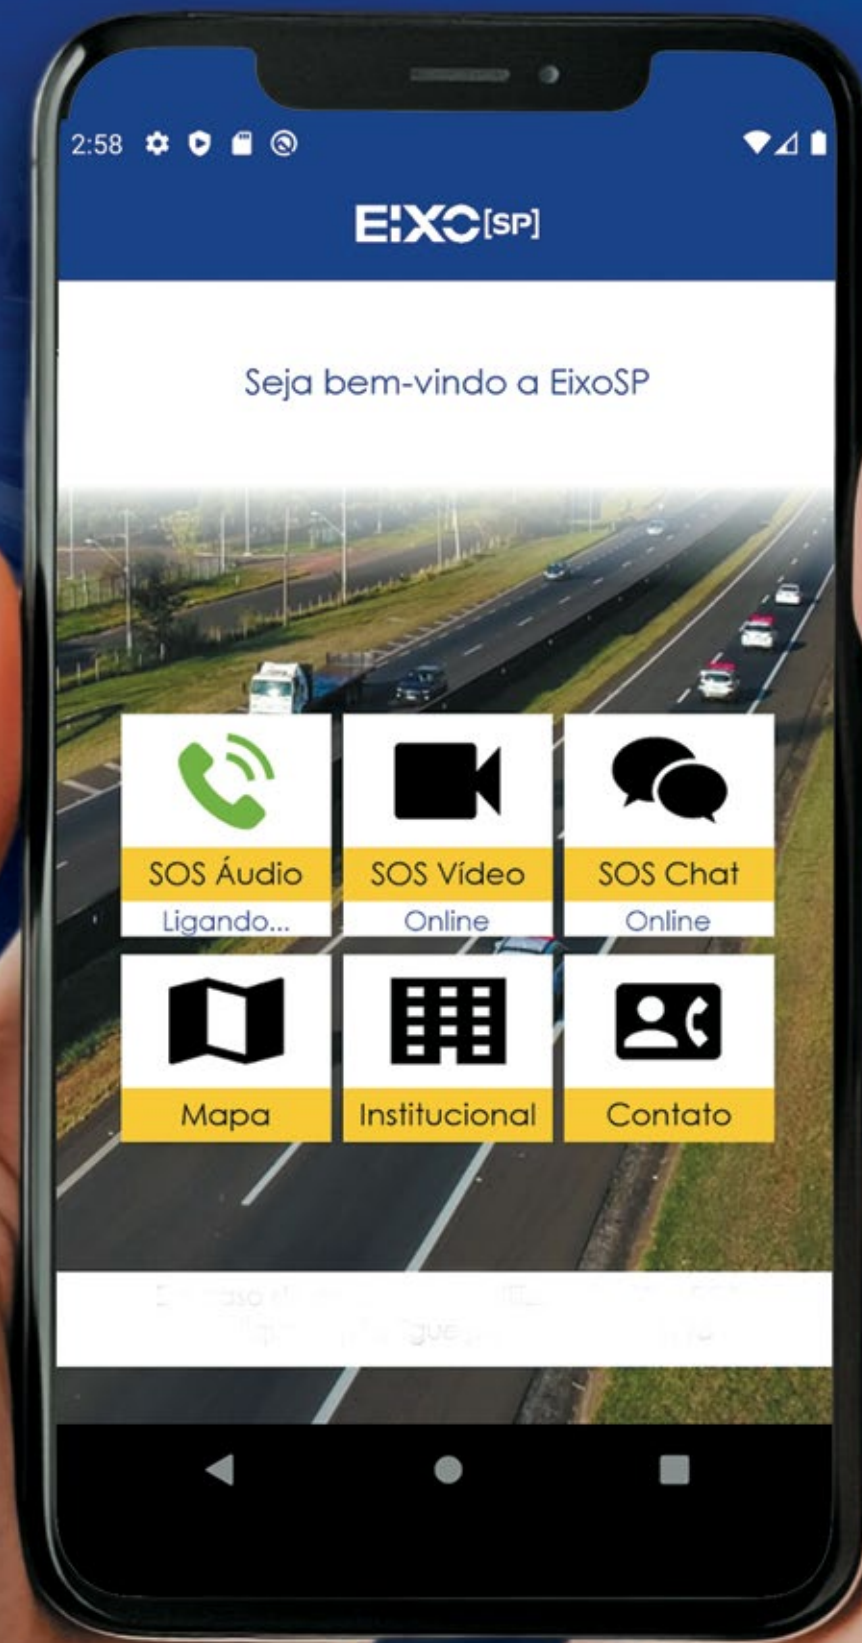 2:58
EIXO[SP]
Seja bem-vindo a EixoSP
SOS Áudio SOS Vídeo SOS Chat
Ligando... Online Online
Mapa Institucional Contato